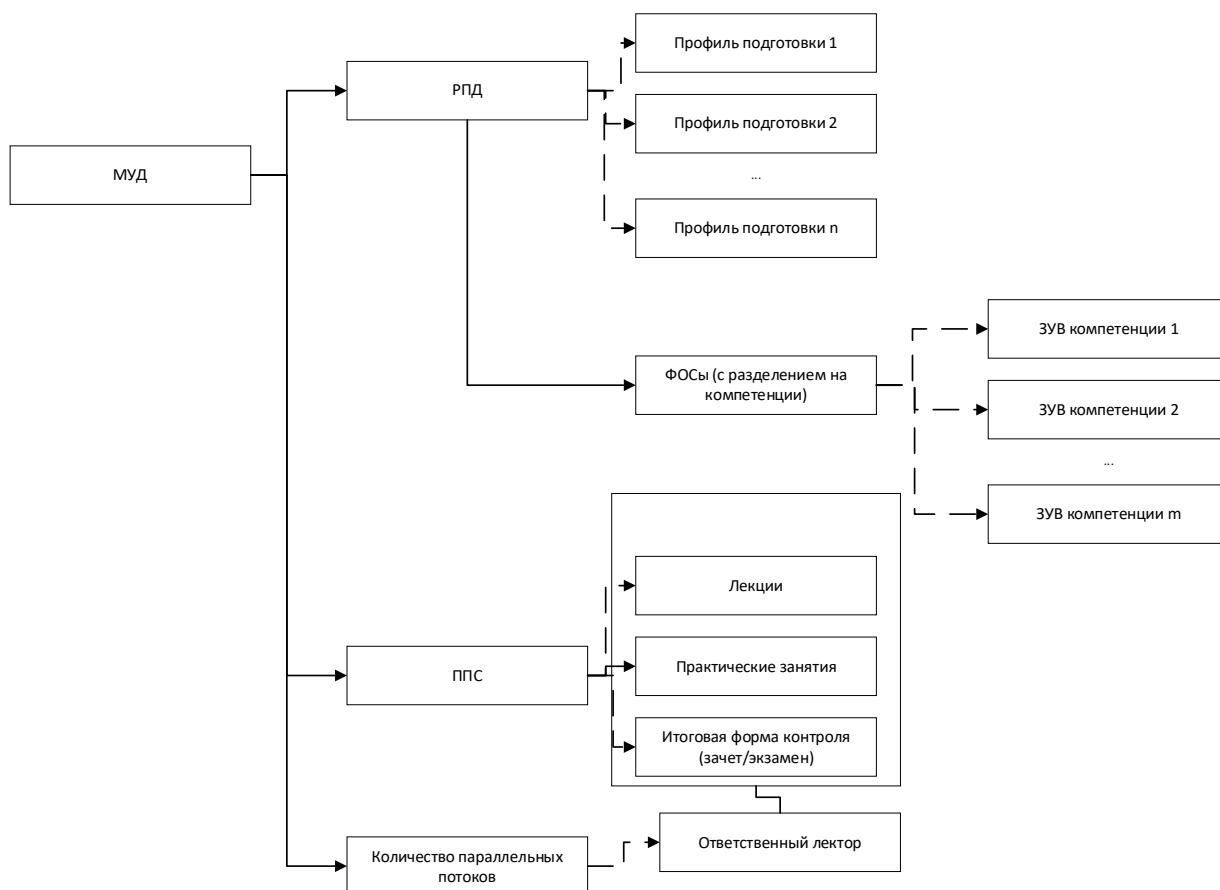 МУД
РПД
Профиль подготовки 1
Профиль подготовки 2
...
Профиль подготовки n
ФОСы (с разделением на
компетенции)
ЗУВ компетенции 1
ЗУВ компетенции 2
...
ЗУВ компетенции m
ППС
Лекции
Практические занятия
Итоговая форма контроля
(зачет/экзамен)
Количество параллельных
потоков
Ответственный лектор